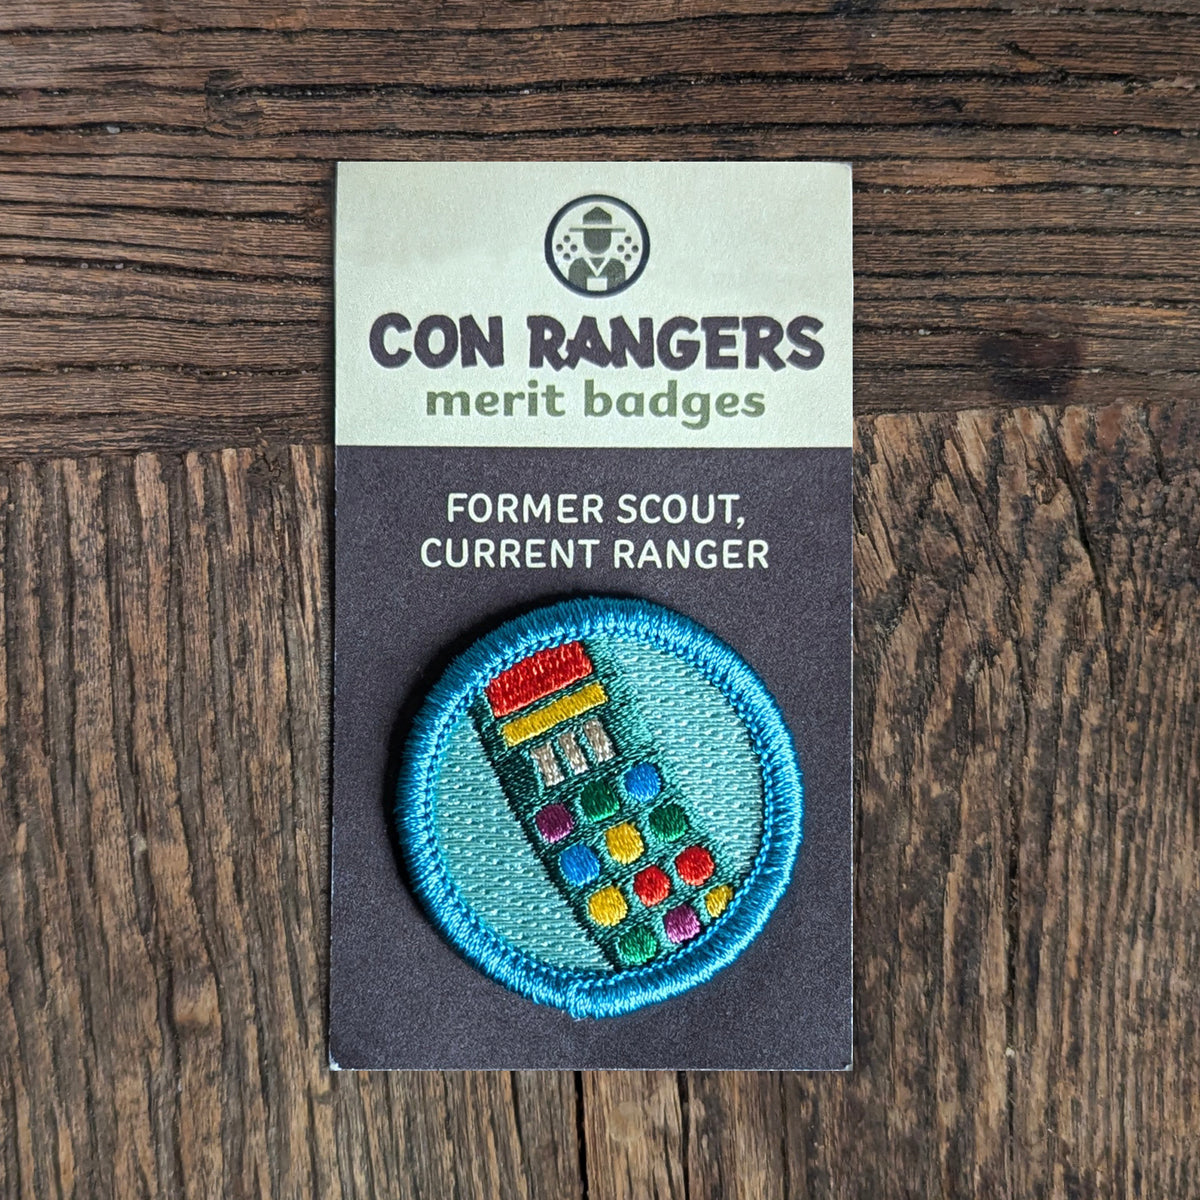 CON RANGERS
merit badges
FORMER SCOUT,
CURRENT RANGER